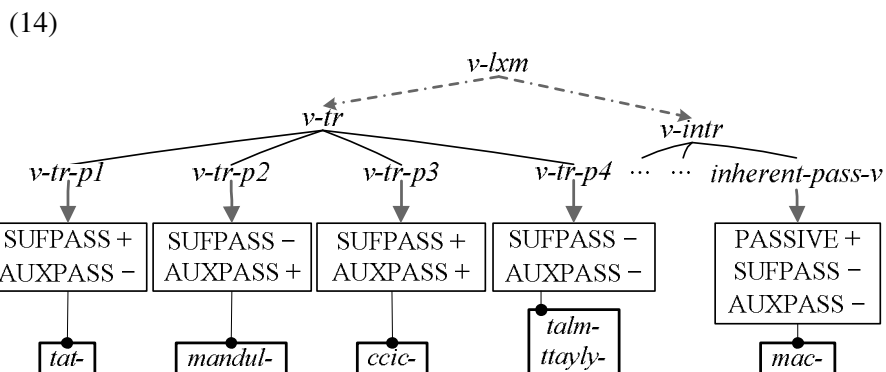 (14)
v-lxm
v-tr
v-intr
v-tr-p1 v-tr-p2 v-tr-p3 v-tr-p4 ... ... inherent-pass-v
SUFPASS + SUFPASS − SUFPASS + SUFPASS − PASSIVE +
AUXPASS − AUXPASS + AUXPASS + AUXPASS − SUFPASS −
AUXPASS −
talm-
tat- mandul- ccic- ttayly- mac-